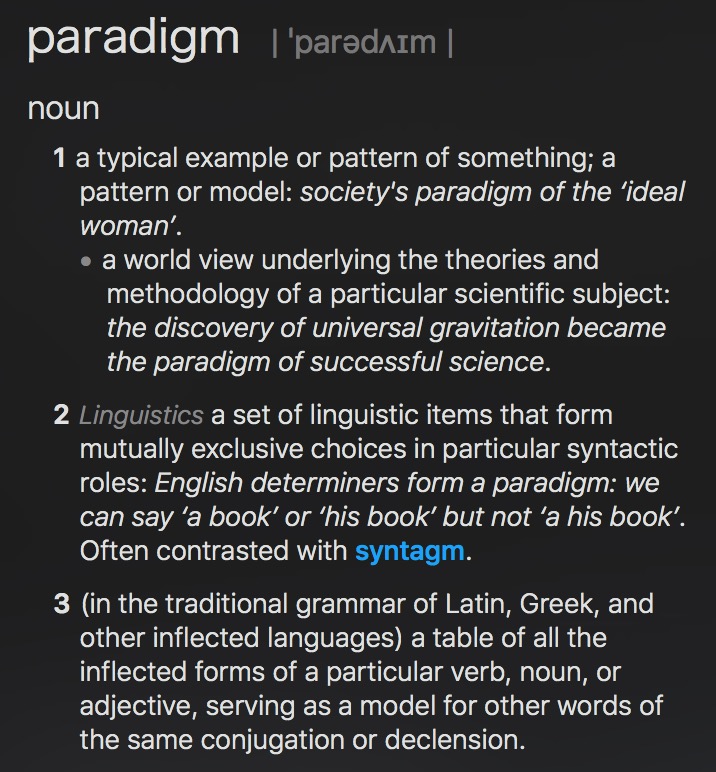 paradigm | ˈparədʌɪm |
noun
1 a typical example or pattern of something; a
pattern or model: society's paradigm of the ‘ideal
woman’.
• a world view underlying the theories and
methodology of a particular scientific subject:
the discovery of universal gravitation became
the paradigm of successful science.
2 Linguistics a set of linguistic items that form
mutually exclusive choices in particular syntactic
roles: English determiners form a paradigm: we
can say ‘a book’ or ‘his book’ but not ‘a his book’.
Often contrasted with syntagm.
3 (in the traditional grammar of Latin, Greek, and
other inflected languages) a table of all the
inflected forms of a particular verb, noun, or
adjective, serving as a model for other words of
the same conjugation or declension.